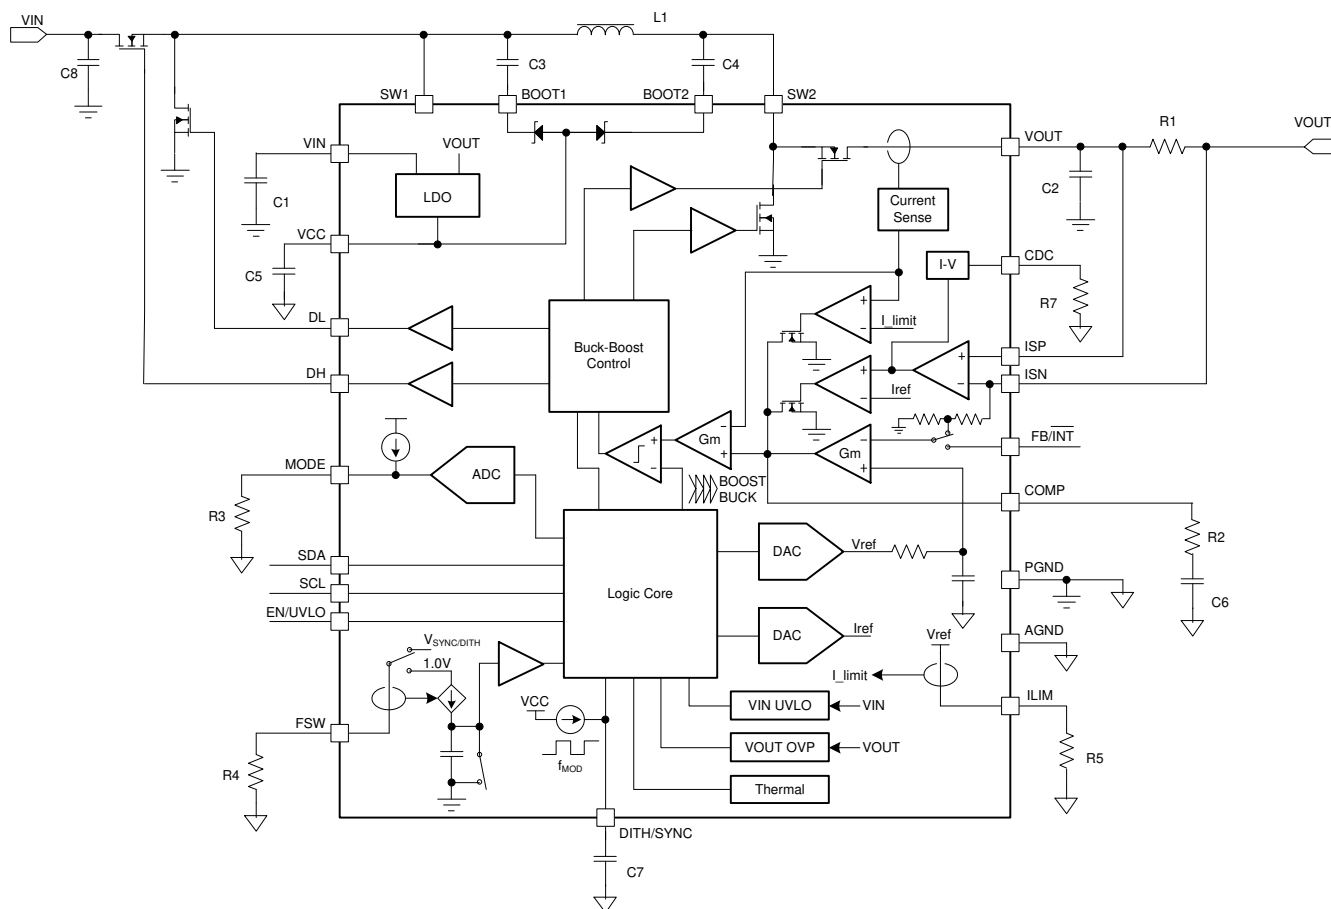 VIN
L1
C8
C3
C4
SW1
BOOT1
BOOT2
SW2
VIN
VOUT
VOUT
R1
VOUT
C1
LDO
C2
Current
Sense
VCC
C5
I-V
CDC
R7
DL
Buck-Boost
Control
+
−
I_limit
ISP
DH
+
−
Iref
+
−
ISN
Gm
−
+
+
−
Gm
−
+
FB/INT
MODE
ADC
BOOST
BUCK
COMP
R3
R2
SDA
DAC
Vref
PGND
SCL
Logic Core
C6
EN/UVLO
DAC
Iref
Vref
AGND
VSYNC/DITH
1.0V
I_limit
FSW
VCC
VIN UVLO
VIN
ILIM
fMOD
VOUT OVP
VOUT
R4
R5
Thermal
DITH/SYNC
C7